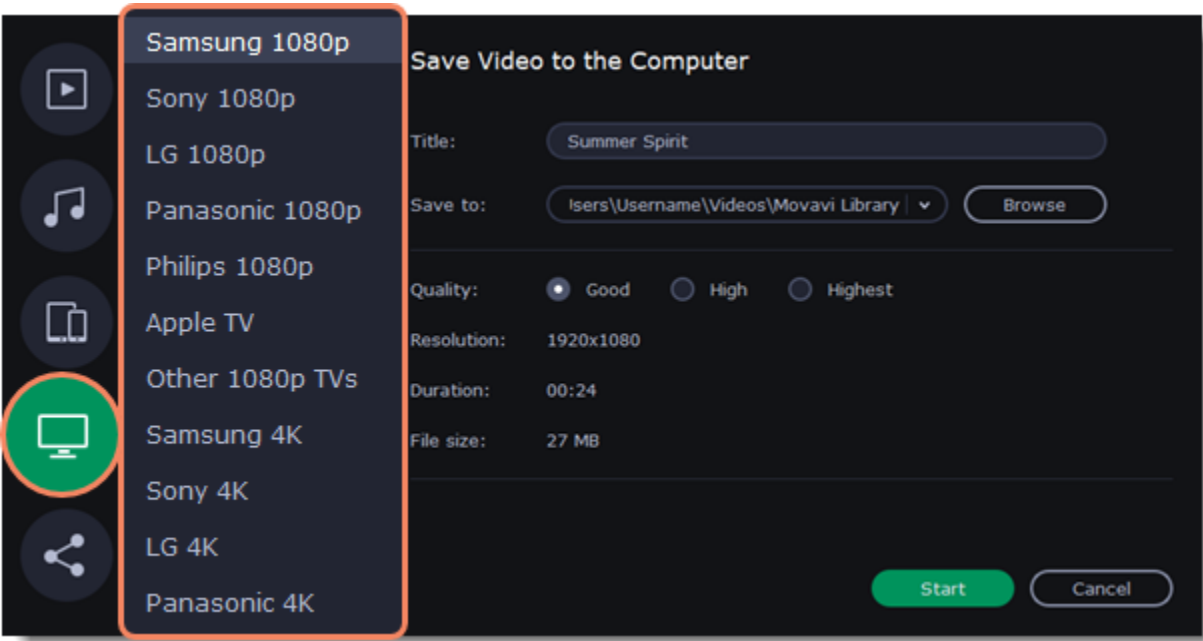 Samsung 1080p
Sony 1080p
LG 1080p
Panasonic 1080p
Philips 1080p
Apple TV
Other 1080p TVs
Samsung 4K
Sony 4K
LG 4K
Panasonic 4K
Save Video to the Computer
Title: Summer Spirit
Save to: sers\Username\Videos\Movavi Library Browse
Quality: Good High Highest
Resolution: 1920x1080
Duration: 00:24
File size: 27 MB
Start Cancel